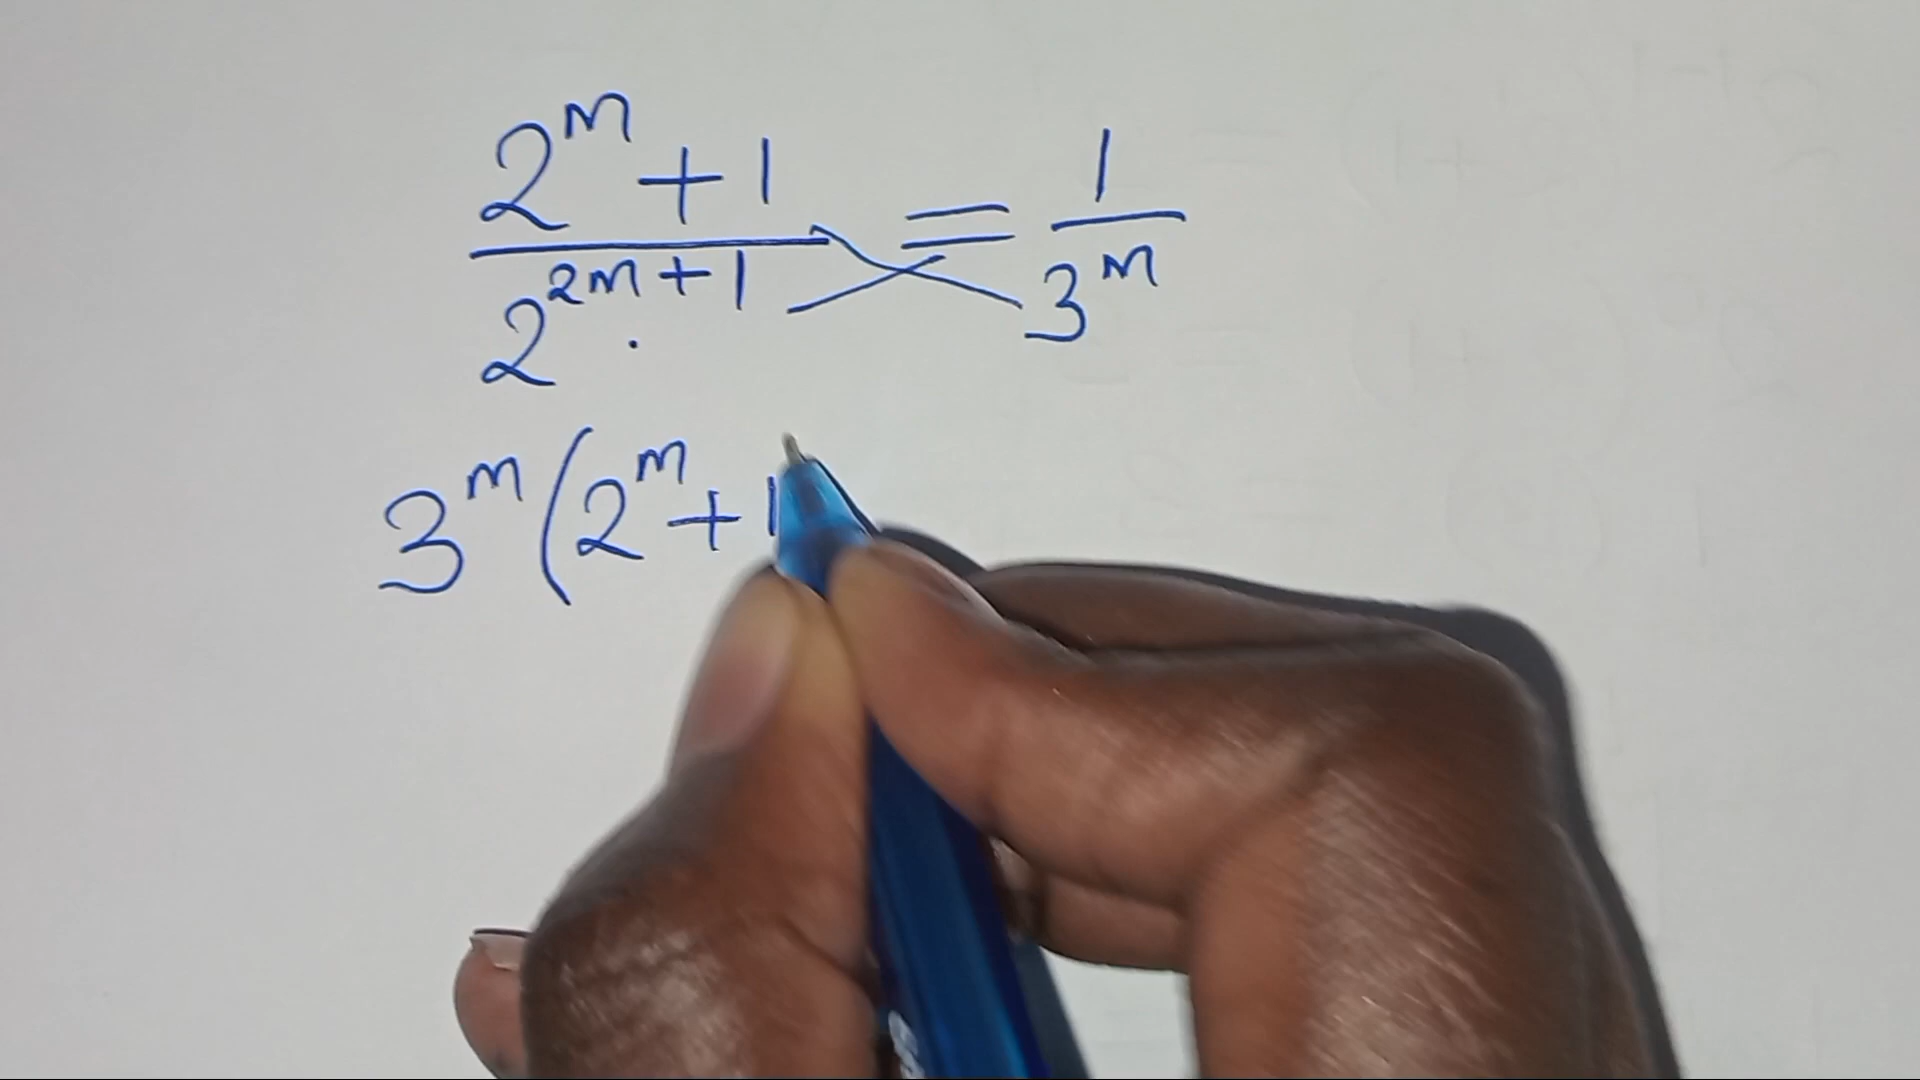 2^m + 1 / 2^(2m+1) = 1 / 3^m
3^m (2^m + 1